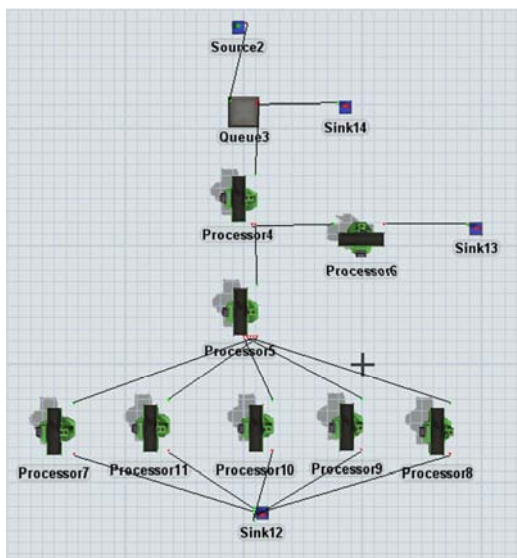 Source2
Queue3
Sink14
Processor4
Processor6
Sink13
Processor5
Processor7
Processor11
Processor10
Processor9
Processor8
Sink12